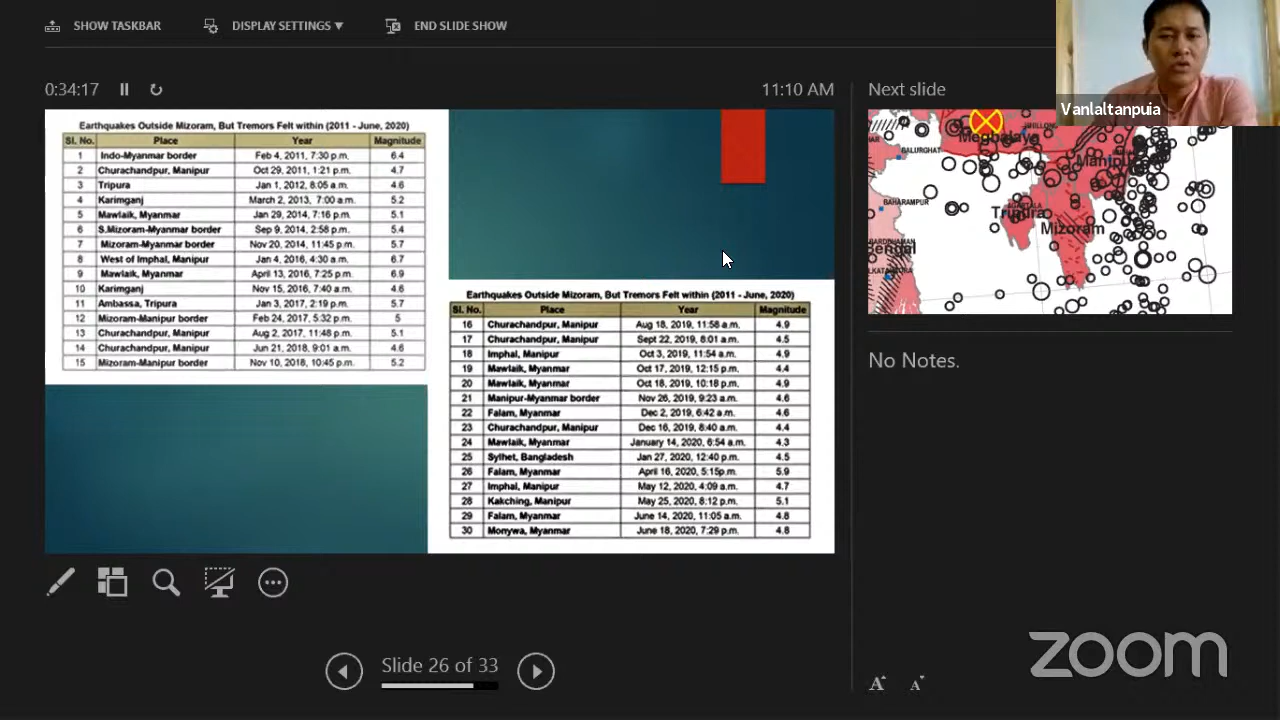 SHOW TASKBAR DISPLAY SETTINGS ▼ END SLIDE SHOW
0:34:17 11:10 AM
Earthquakes Outside Mizoram, But Tremors Felt within (2011 - June, 2020)
Sl. No. Place Year Magnitude
1 Indo-Myanmar border Feb 4, 2011, 7:30 p.m. 6.4
2 Churachandpur, Manipur Oct 29, 2011, 1:21 p.m. 4.7
3 Tripura Jan 1, 2012, 8:05 a.m. 4.6
4 Karimganj March 2, 2013, 7:00 a.m. 5.2
5 Mawlaik, Myanmar Jan 29, 2014, 7:16 p.m. 5.1
6 S.Mizoram-Myanmar border Sep 9, 2014, 2:58 p.m. 5.4
7 Mizoram-Myanmar border Nov 20, 2014, 11:45 p.m. 5.7
8 West of Imphal, Manipur Jan 4, 2016, 4:30 a.m. 6.7
9 Mawlaik, Myanmar April 13, 2016, 7:25 p.m. 6.9
10 Karimganj Nov 15, 2016, 7:40 a.m. 4.6
11 Ambassa, Tripura Jan 3, 2017, 2:19 p.m. 5.7
12 Mizoram-Manipur border Feb 24, 2017, 5:32 p.m. 5
13 Churachandpur, Manipur Aug 2, 2017, 11:48 p.m. 5.1
14 Churachandpur, Manipur Jun 21, 2018, 9:01 a.m. 4.6
15 Mizoram-Manipur border Nov 10, 2018, 10:45 p.m. 5.2
Earthquakes Outside Mizoram, But Tremors Felt within (2011 - June, 2020)
Sl. No. Place Year Magnitude
16 Churachandpur, Manipur Aug 18, 2019, 11:58 a.m. 4.9
17 Churachandpur, Manipur Sept 22, 2019, 8:01 a.m. 4.5
18 Imphal, Manipur Oct 3, 2019, 11:54 a.m. 4.9
19 Mawlaik, Myanmar Oct 17, 2019, 12:15 p.m. 4.4
20 Mawlaik, Myanmar Oct 18, 2019, 10:18 p.m. 4.9
21 Manipur-Myanmar border Nov 26, 2019, 9:23 a.m. 4.6
22 Falam, Myanmar Dec 2, 2019, 6:42 a.m. 4.6
23 Churachandpur, Manipur Dec 16, 2019, 8:40 a.m. 4.4
24 Mawlaik, Myanmar January 14, 2020, 6:54 a.m. 4.3
25 Sylhet, Bangladesh Jan 27, 2020, 12:40 p.m. 4.5
26 Falam, Myanmar April 16, 2020, 5:15p.m. 5.9
27 Imphal, Manipur May 12, 2020, 4:09 a.m. 4.7
28 Kakching, Manipur May 25, 2020, 8:12 p.m. 5.1
29 Falam, Myanmar June 14, 2020, 11:05 a.m. 4.8
30 Monywa, Myanmar June 18, 2020, 7:29 p.m. 4.8
Slide 26 of 33
Next slide
Vanlaltanpuia
Meghalaya
BALURGHAT
Manipur
BAHARAMPUR
Tripura
Mizoram
No Notes.
A A
zoom